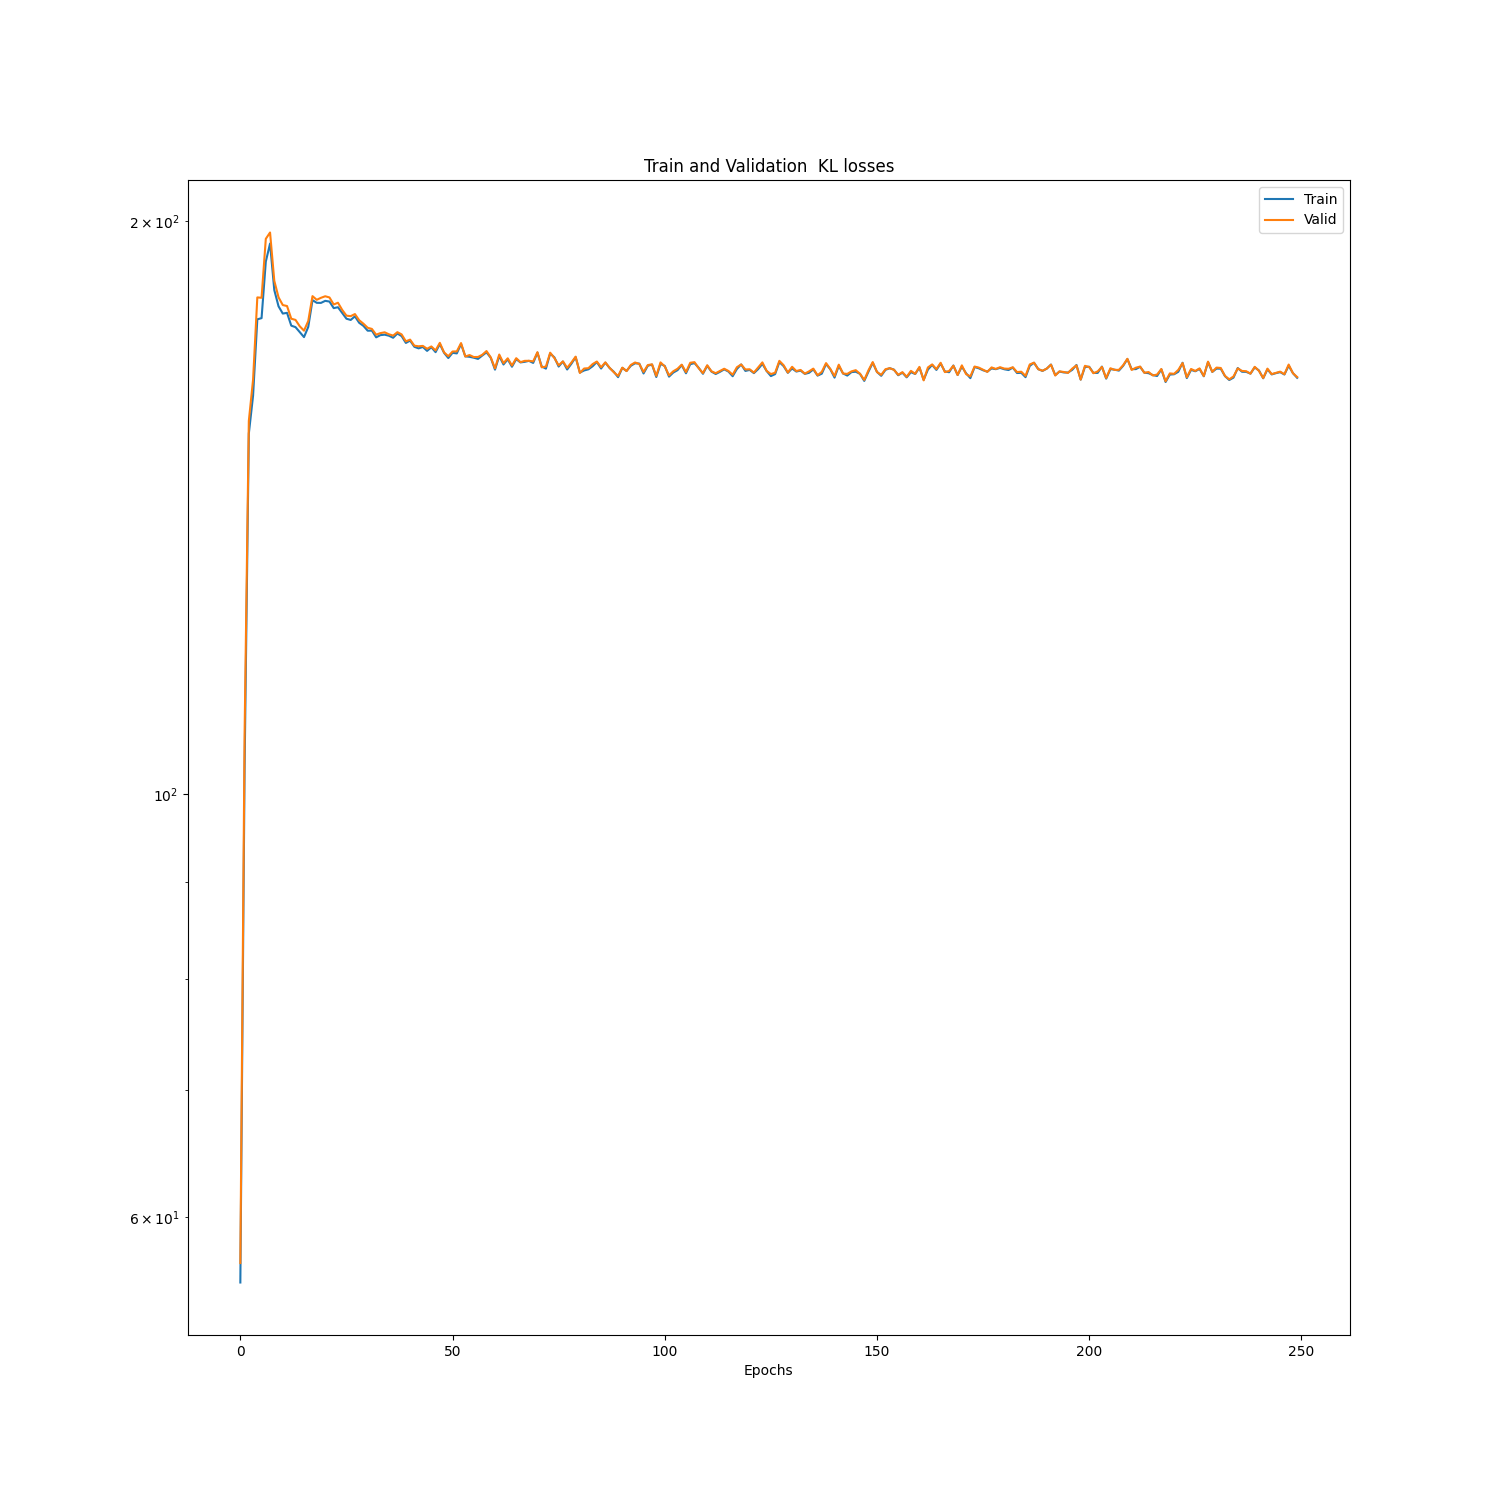 Train and Validation  KL losses
Train
Valid
2 × 10²
10²
6 × 10¹
0 50 100 150 200 250
Epochs